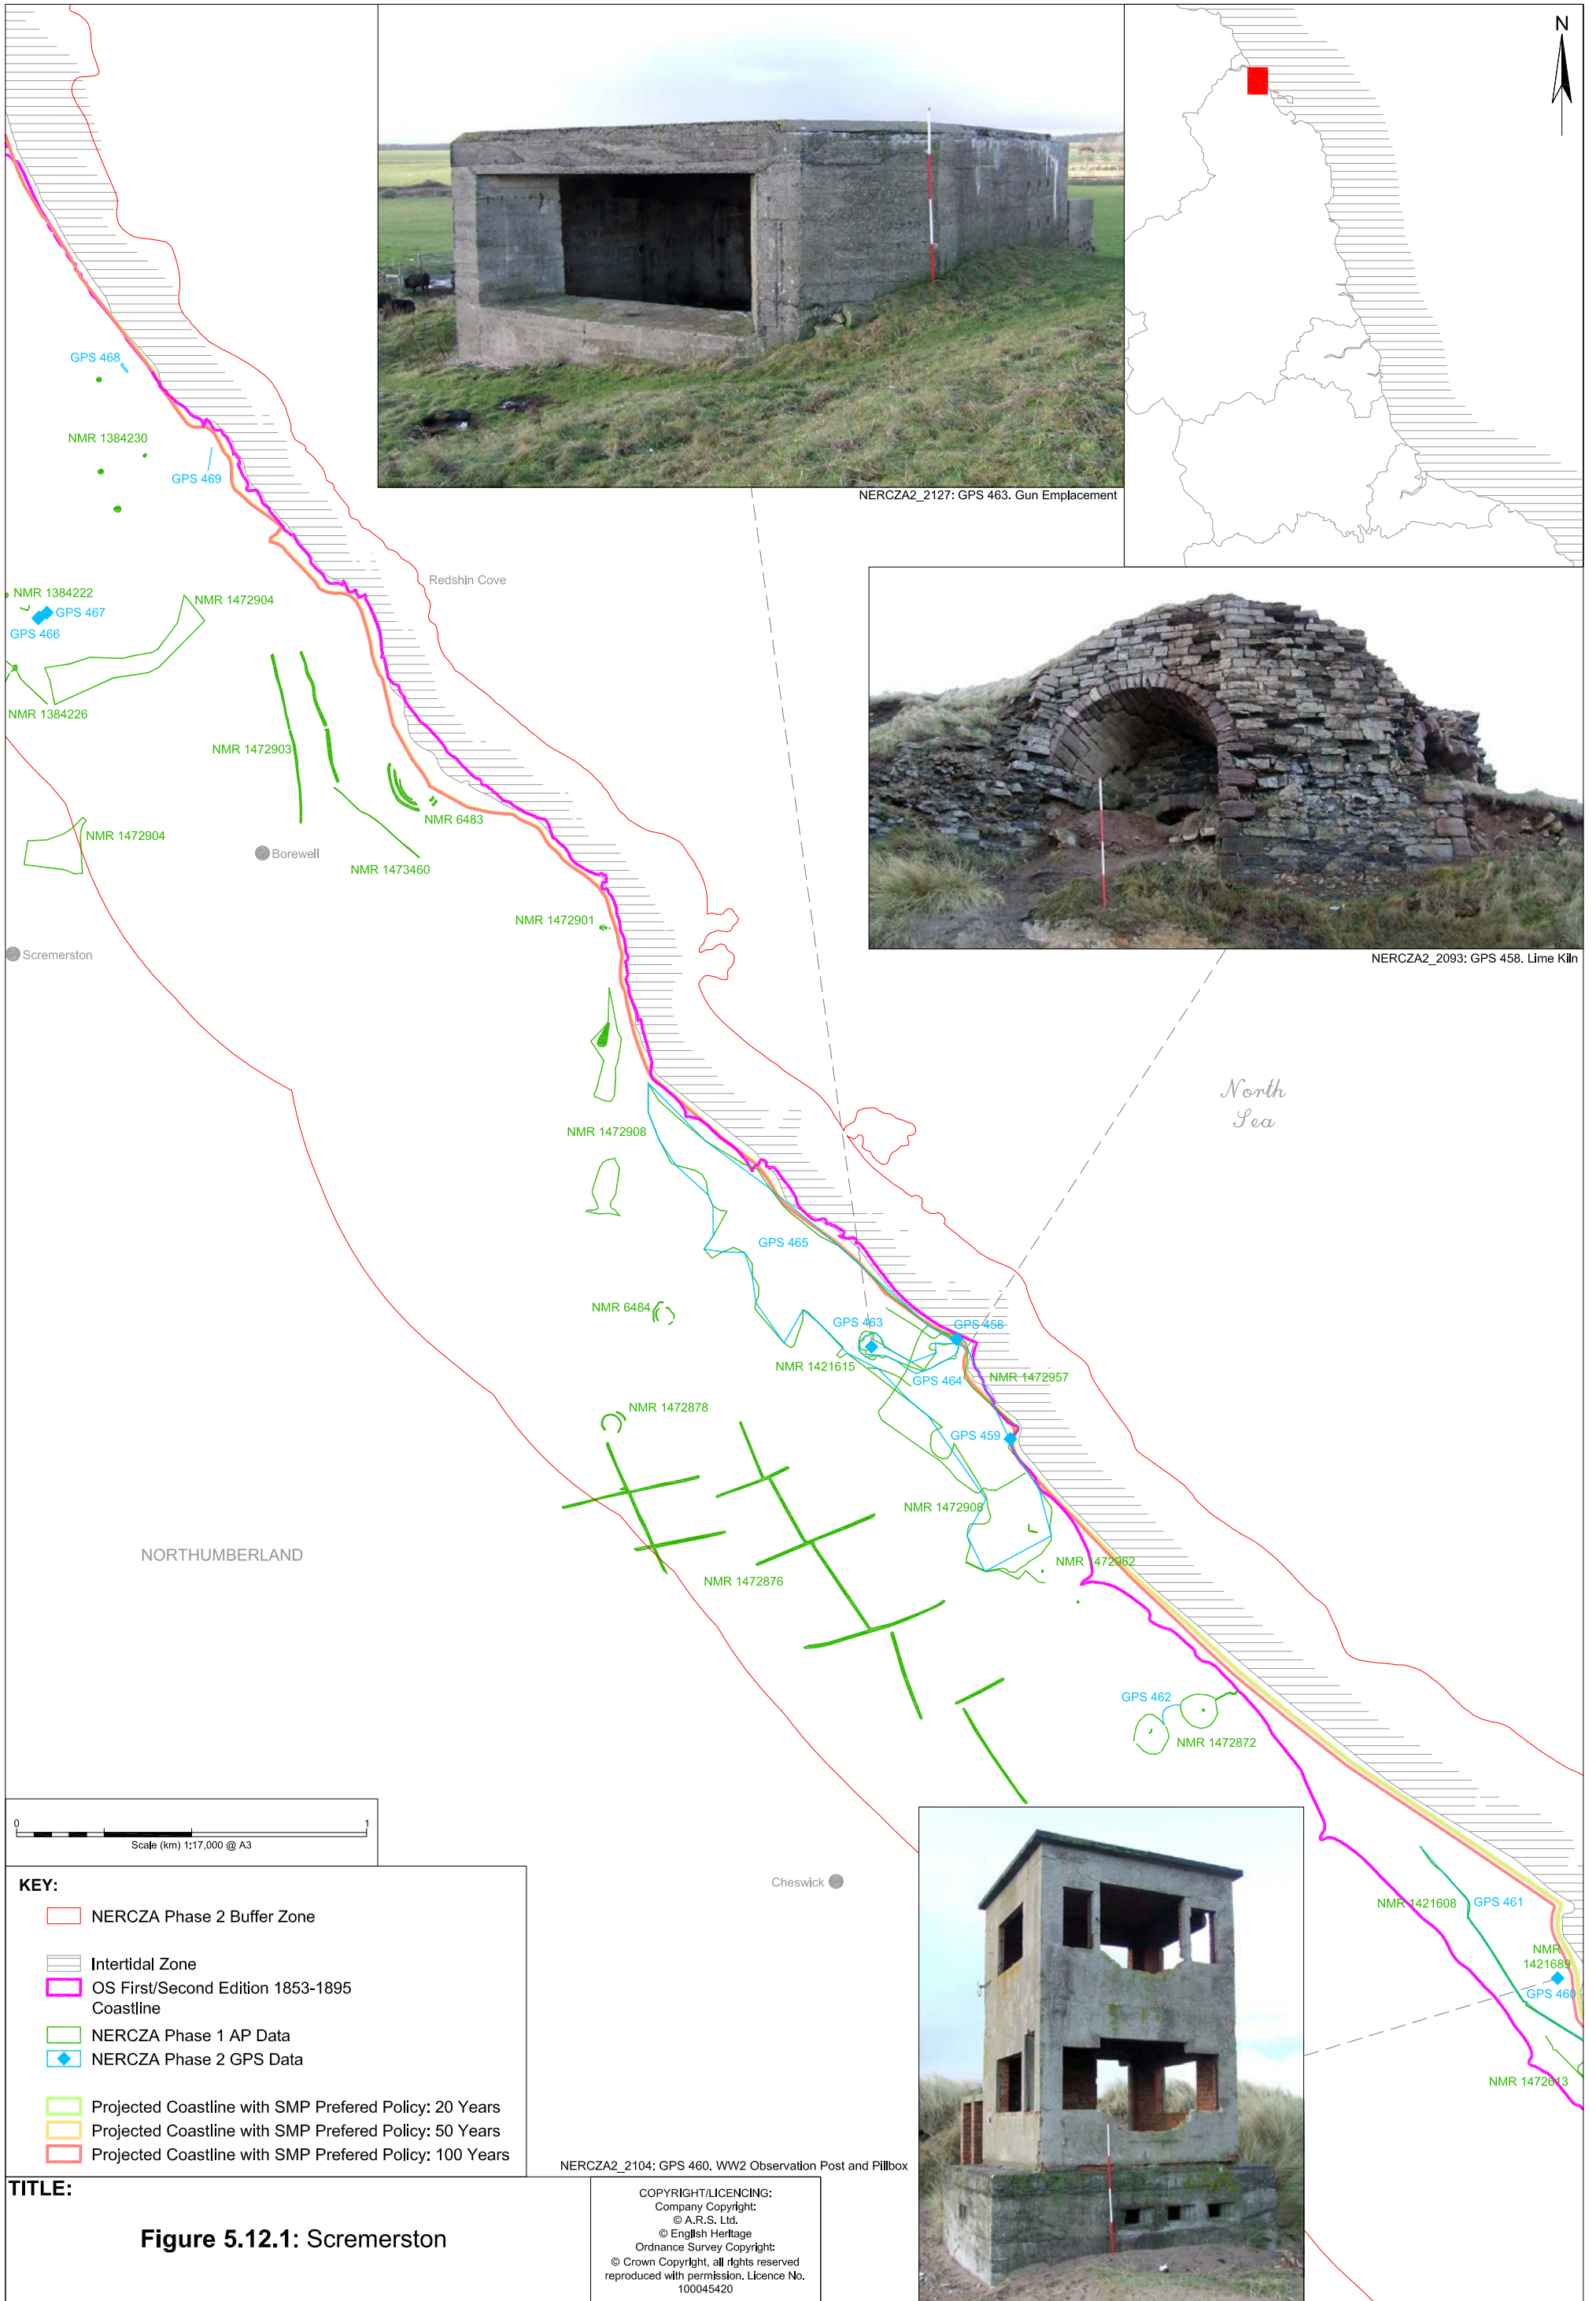 N
NERCZA2_2127: GPS 463. Gun Emplacement
GPS 468
NMR 1384230
GPS 469
Redshin Cove
NMR 1384222
GPS 467
GPS 466
NMR 1472904
NMR 1384226
NMR 1472903
NMR 6483
NMR 1472904
Borewell
NMR 1473460
NMR 1472901
Scremerston
NERCZA2_2093: GPS 458. Lime Kiln
North
Sea
NMR 1472908
GPS 465
NMR 6484
GPS 463
GPS 458
NMR 1421615
GPS 464
NMR 1472957
NMR 1472878
GPS 459
NMR 1472908
NORTHUMBERLAND
NMR 1472962
NMR 1472876
GPS 462
NMR 1472872
0
1
Scale (km) 1:17,000 @ A3
Cheswick
NMR 1421608
GPS 461
NMR
1421689
GPS 460
NMR 1472613
KEY:
NERCZA Phase 2 Buffer Zone
Intertidal Zone
OS First/Second Edition 1853-1895
Coastline
NERCZA Phase 1 AP Data
NERCZA Phase 2 GPS Data
Projected Coastline with SMP Prefered Policy: 20 Years
Projected Coastline with SMP Prefered Policy: 50 Years
Projected Coastline with SMP Prefered Policy: 100 Years
NERCZA2_2104: GPS 460. WW2 Observation Post and Pillbox
TITLE:
Figure 5.12.1: Scremerston
COPYRIGHT/LICENCING:
Company Copyright:
© A.R.S. Ltd.
© English Heritage
Ordnance Survey Copyright:
© Crown Copyright, all rights reserved
reproduced with permission. Licence No.
100045420